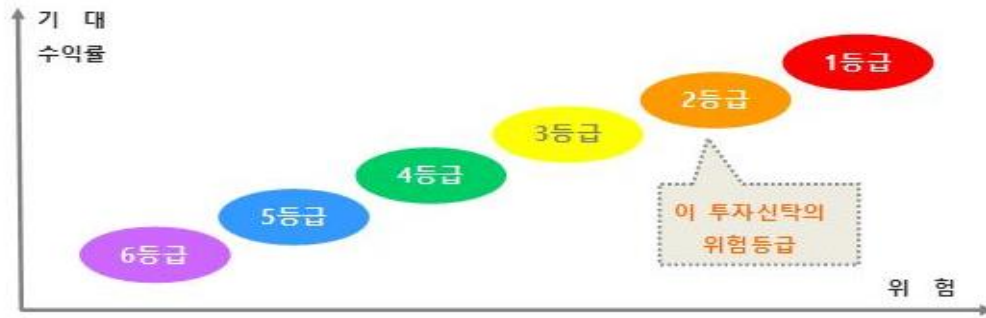 기 대
수익률
1등급
2등급
3등급
4등급
5등급
6등급
이 투자신탁의
위험등급
위 험